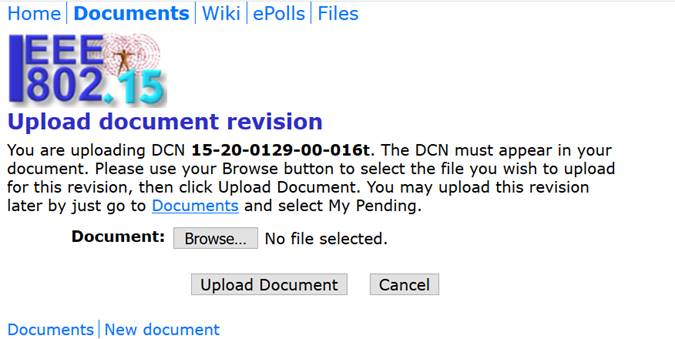 Home Documents Wiki ePolls Files
IEEE
802.15
Upload document revision
You are uploading DCN 15-20-0129-00-016t. The DCN must appear in your
document. Please use your Browse button to select the file you wish to upload
for this revision, then click Upload Document. You may upload this revision
later by just go to Documents and select My Pending.
Document: Browse... No file selected.
Upload Document Cancel
Documents New document